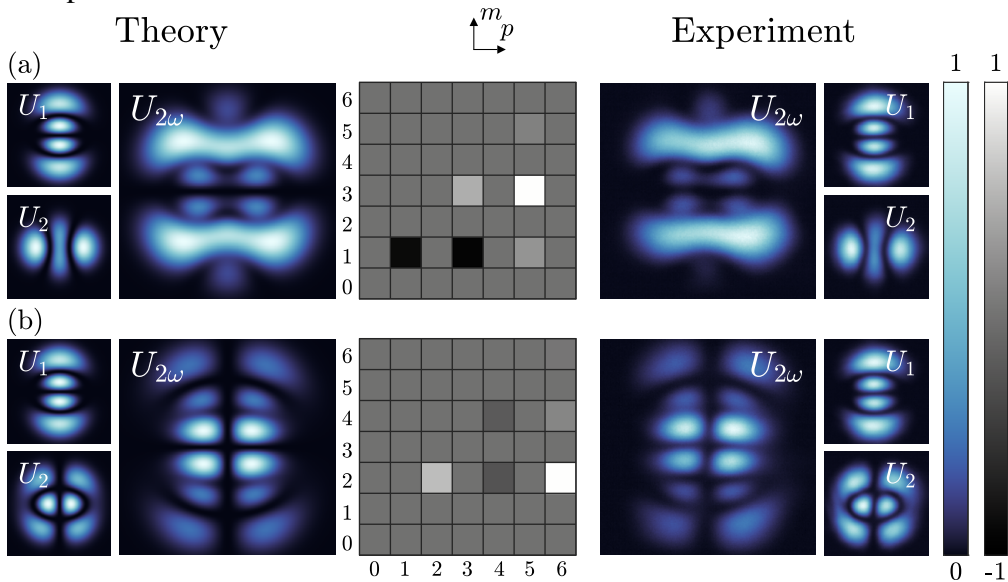 Theory
m
p
Experiment
(a)
1
1
U₁
U₂
U₂ω
6
5
4
3
2
1
0
U₂ω
U₁
U₂
(b)
U₁
U₂
U₂ω
6
5
4
3
2
1
0
0 1 2 3 4 5 6
U₂ω
U₁
U₂
0
-1